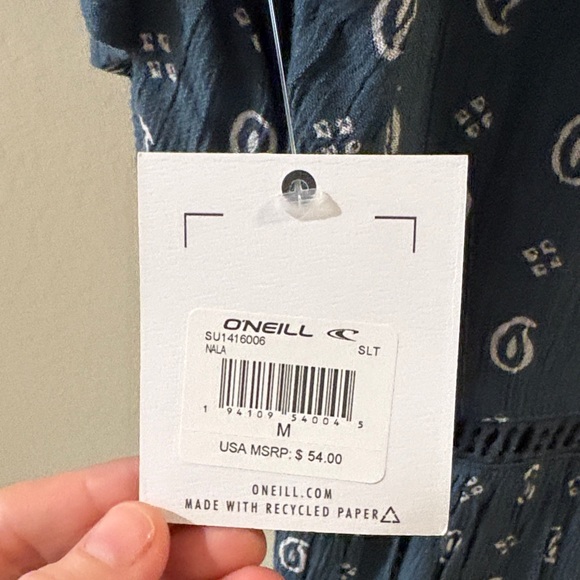 O'NEILL
SU1416006
NALA SLT
1 94109 54004 5
M
USA MSRP: $ 54.00
ONEILL.COM
MADE WITH RECYCLED PAPER